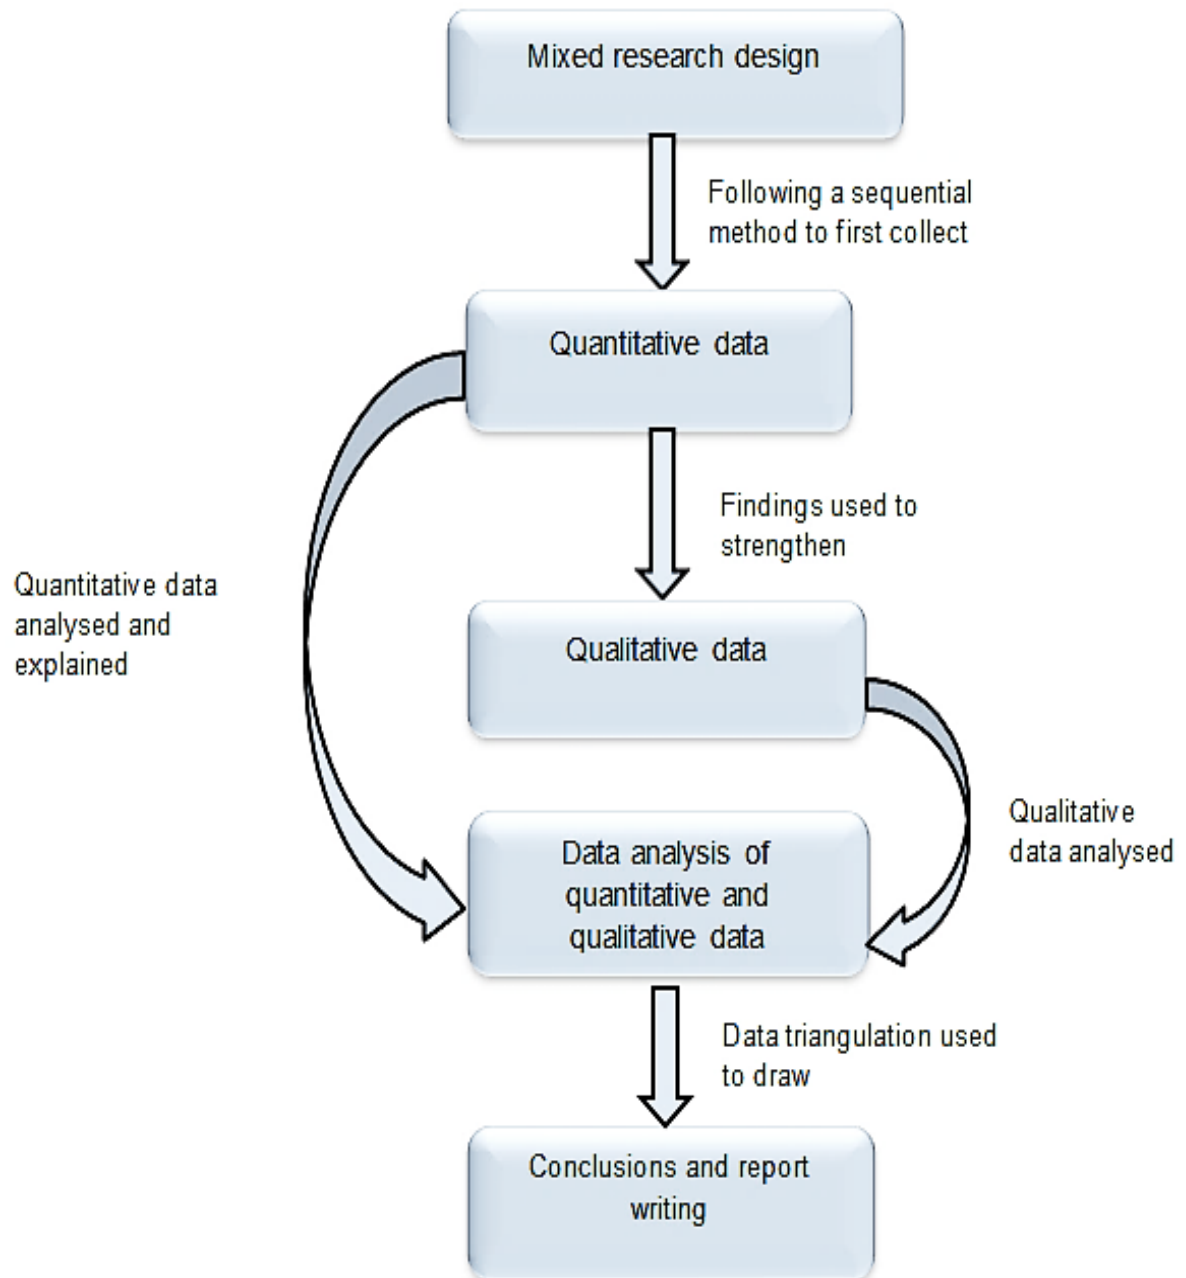 Mixed research design
Following a sequential
method to first collect
Quantitative data
Findings used to
strengthen
Quantitative data
analysed and
explained
Qualitative data
Qualitative
data analysed
Data analysis of
quantitative and
qualitative data
Data triangulation used
to draw
Conclusions and report
writing